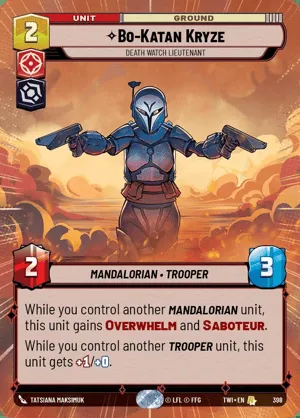 UNIT GROUND
2
✧BO-KATAN KRYZE
DEATH WATCH LIEUTENANT
2 3
MANDALORIAN • TROOPER
While you control another MANDALORIAN unit,
this unit gains OVERWHELM and SABOTEUR.
While you control another TROOPER unit, this
unit gets +1/+0.
TATSIANA MAKSIMUK © LFL © FFG TWI • EN 398